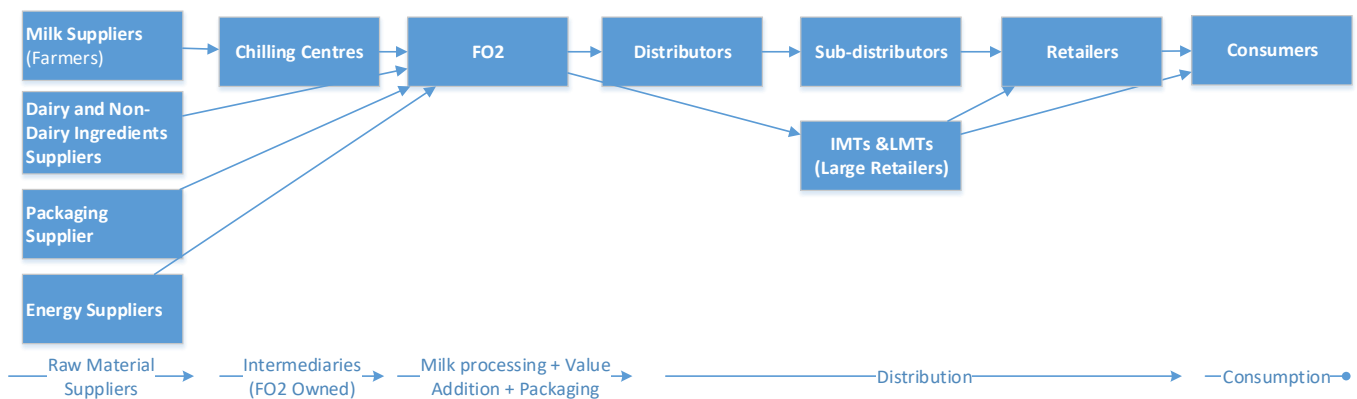 Milk Suppliers
(Farmers)
Chilling Centres
FO2
Distributors
Sub-distributors
Retailers
Consumers
Dairy and Non-
Dairy Ingredients
Suppliers
IMTs &LMTs
(Large Retailers)
Packaging
Supplier
Energy Suppliers
Raw Material
Suppliers
Intermediaries
(FO2 Owned)
Milk processing + Value
Addition + Packaging
Distribution
Consumption